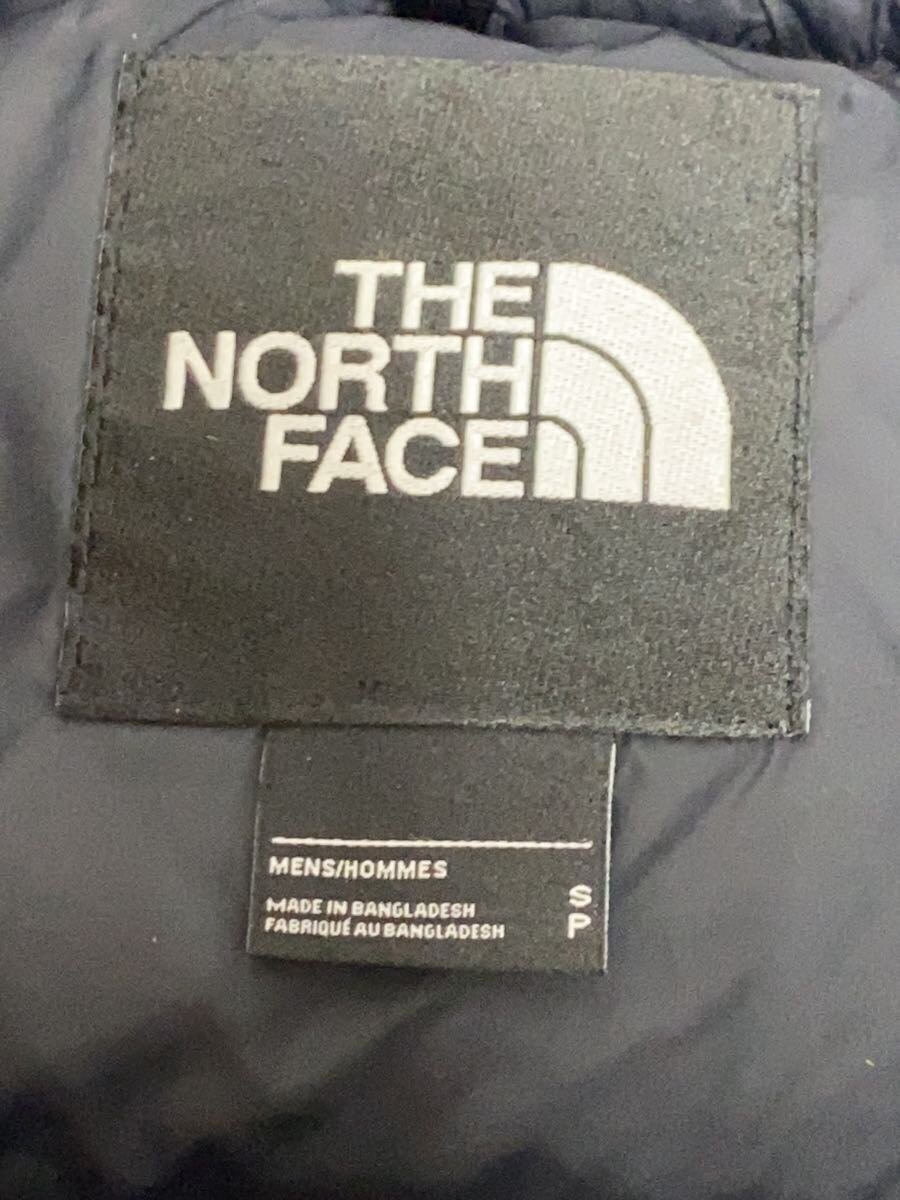 THE
NORTH
FACE
MENS/HOMMES
MADE IN BANGLADESH
FABRIQUÉ AU BANGLADESH
S
P